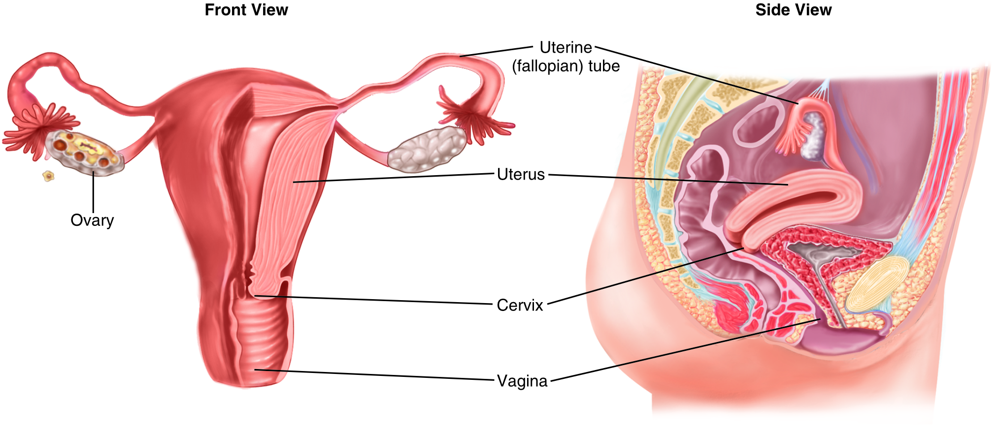 Front View
Side View
Uterine
(fallopian) tube
Uterus
Ovary
Cervix
Vagina